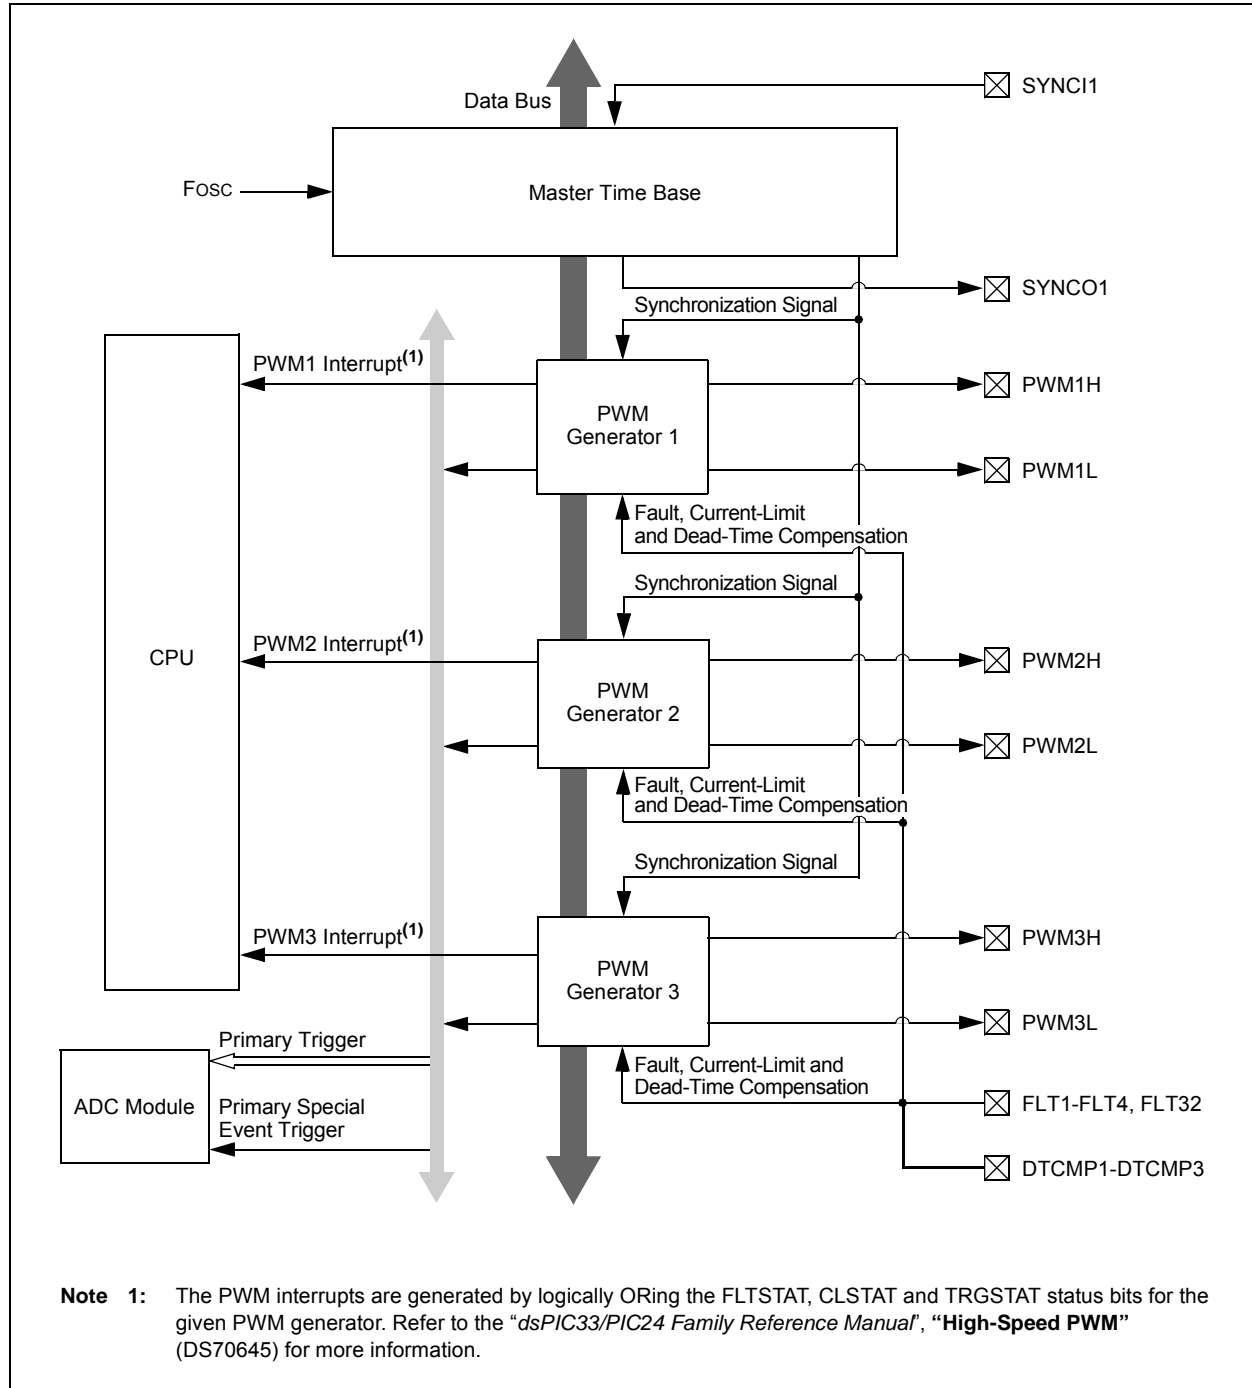 SYNCI1
Data Bus
FOSC
Master Time Base
SYNCO1
Synchronization Signal
PWM1 Interrupt(1)
PWM1H
PWM
Generator 1
PWM1L
Fault, Current-Limit
and Dead-Time Compensation
Synchronization Signal
CPU
PWM2 Interrupt(1)
PWM2H
PWM
Generator 2
PWM2L
Fault, Current-Limit
and Dead-Time Compensation
Synchronization Signal
PWM3 Interrupt(1)
PWM3H
PWM
Generator 3
PWM3L
Primary Trigger
Fault, Current-Limit and
Dead-Time Compensation
ADC Module
Primary Special
Event Trigger
FLT1-FLT4, FLT32
DTCMP1-DTCMP3
Note 1: The PWM interrupts are generated by logically ORing the FLTSTAT, CLSTAT and TRGSTAT status bits for the
given PWM generator. Refer to the “dsPIC33/PIC24 Family Reference Manual”, “High-Speed PWM”
(DS70645) for more information.